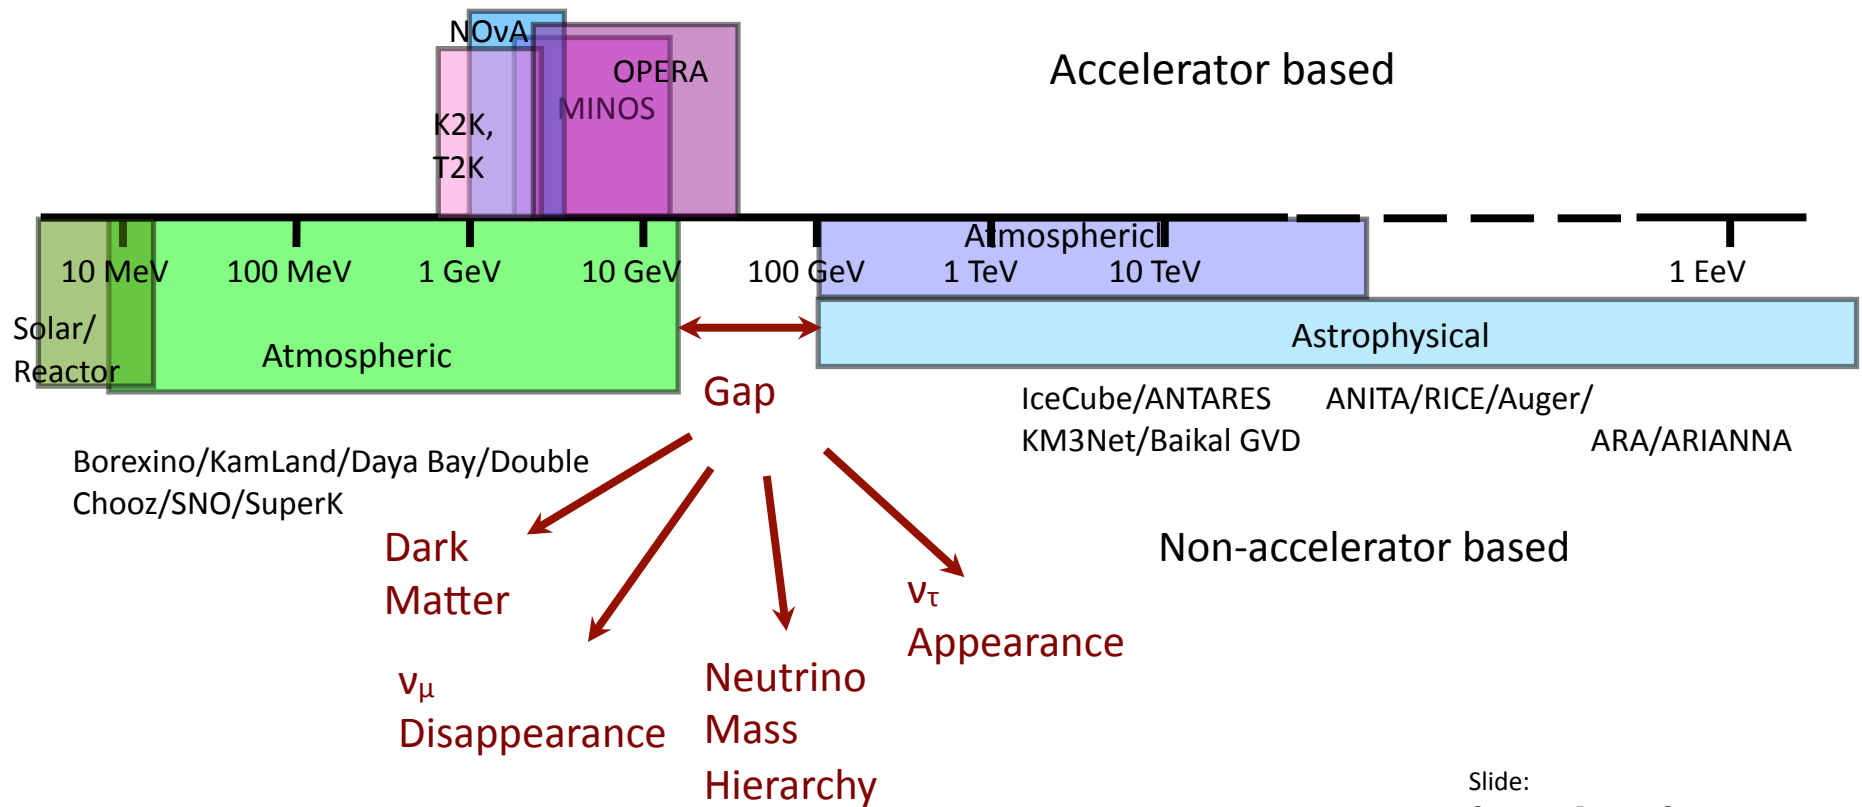 NOνA
Accelerator based
OPERA
MINOS
K2K,
T2K
Atmospheric
10 MeV
100 MeV
1 GeV
10 GeV
100 GeV
1 TeV
10 TeV
1 EeV
Solar/
Reactor
Atmospheric
Astrophysical
Gap
IceCube/ANTARES
KM3Net/Baikal GVD
ANITA/RICE/Auger/
ARA/ARIANNA
Borexino/KamLand/Daya Bay/Double
Chooz/SNO/SuperK
Non-accelerator based
Dark
Matter
νμ
Disappearance
Neutrino
Mass
Hierarchy
ντ
Appearance
Slide: